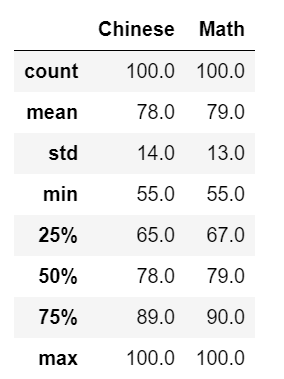 Chinese Math
count 100.0 100.0
mean 78.0 79.0
std 14.0 13.0
min 55.0 55.0
25% 65.0 67.0
50% 78.0 79.0
75% 89.0 90.0
max 100.0 100.0